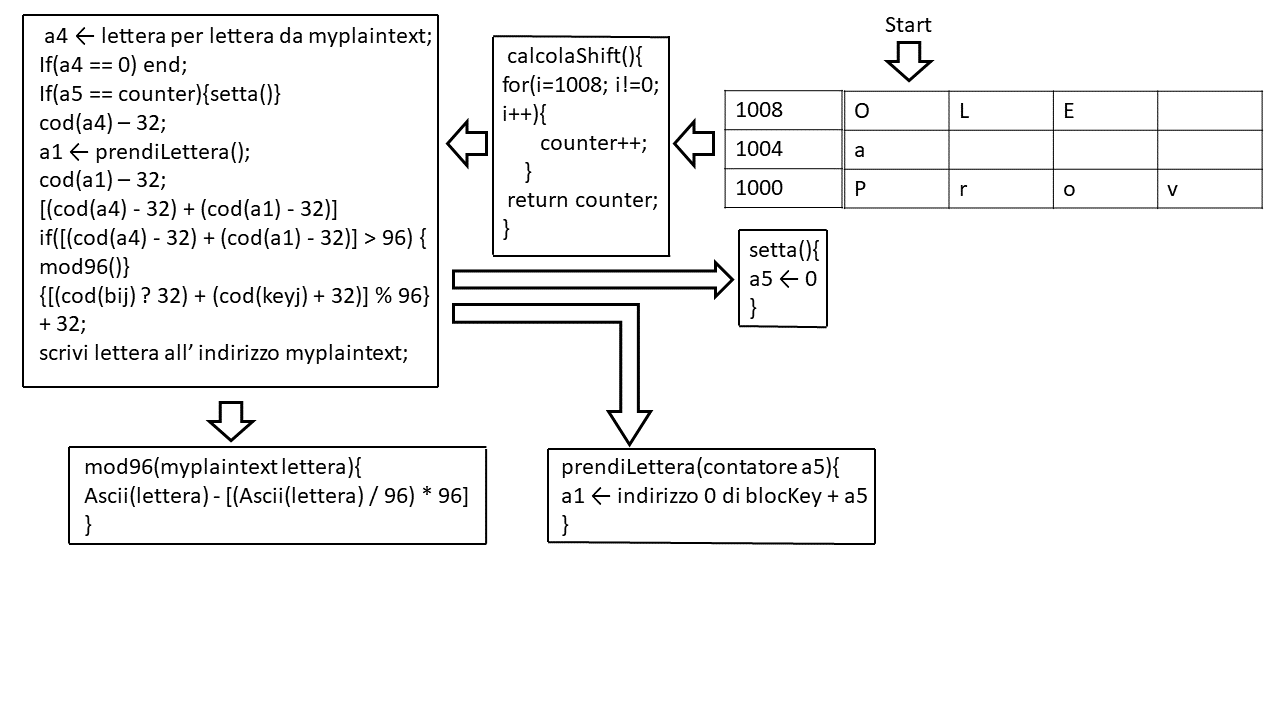 a4 ← lettera per lettera da myplaintext;
If(a4 == 0) end;
If(a5 == counter){setta()}
cod(a4) – 32;
a1 ← prendiLettera();
cod(a1) – 32;
[(cod(a4) - 32) + (cod(a1) - 32)]
if([(cod(a4) - 32) + (cod(a1) - 32)] > 96) {
mod96()}
{[(cod(bij) ? 32) + (cod(keyj) + 32)] % 96}
+ 32;
scrivi lettera all’ indirizzo myplaintext;
calcolaShift(){
for(i=1008; i!=0;
i++){
counter++;
}
return counter;
}
Start
1008 O L E
1004 a
1000 P r o v
setta(){
a5 ← 0
}
mod96(myplaintext lettera){
Ascii(lettera) - [(Ascii(lettera) / 96) * 96]
}
prendiLettera(contatore a5){
a1 ← indirizzo 0 di blocKey + a5
}